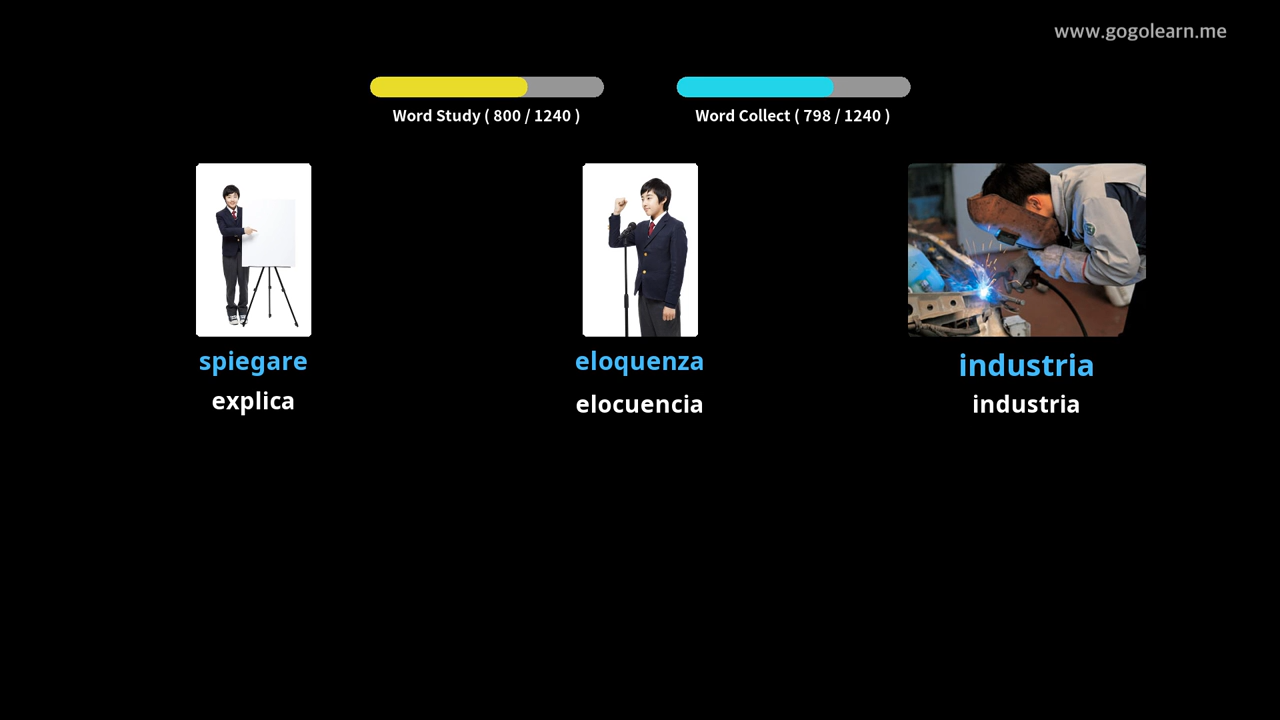 www.gogolearn.me
Word Study ( 800 / 1240 )
Word Collect ( 798 / 1240 )
spiegare
explica
eloquenza
elocuencia
industria
industria